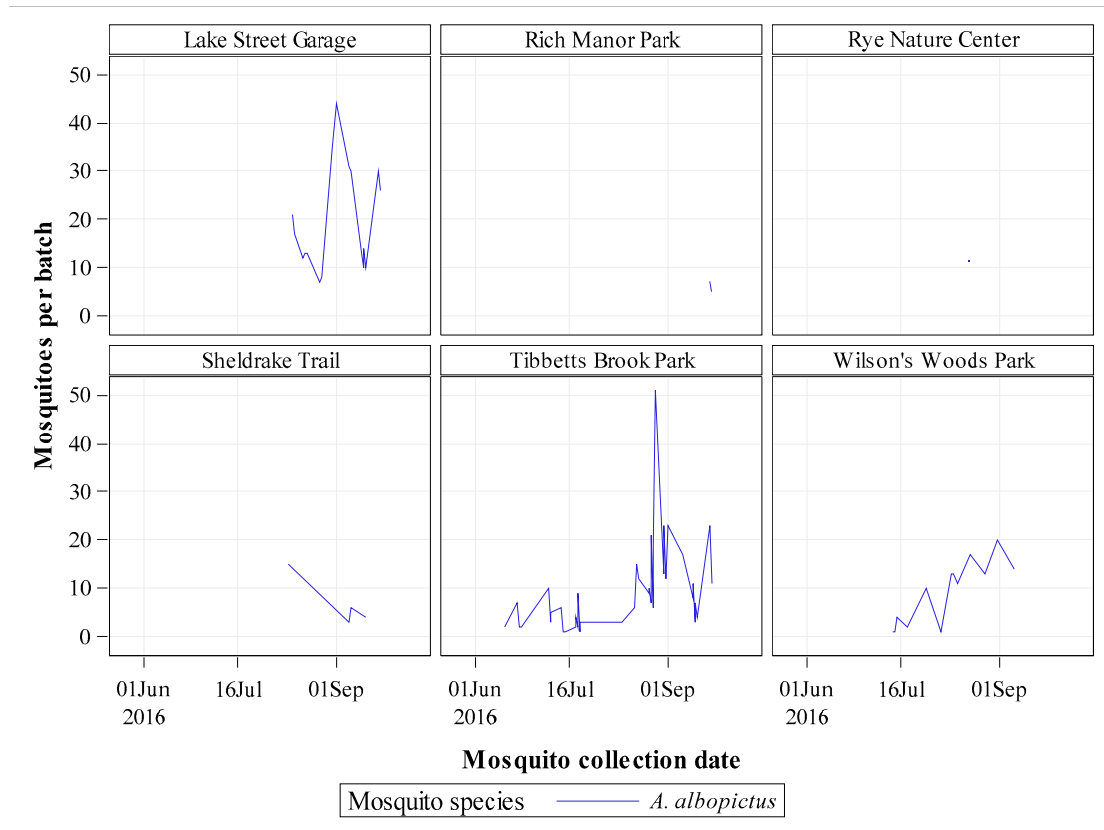 Lake Street Garage
Rich Manor Park
Rye Nature Center
50
40
30
20
10
0
Sheldrake Trail
Tibbetts Brook Park
Wilson's Woods Park
50
40
30
20
10
0
Mosquitoes per batch
01Jun
2016
16Jul
01Sep
01Jun
2016
16Jul
01Sep
01Jun
2016
16Jul
01Sep
Mosquito collection date
Mosquito species
A. albopictus